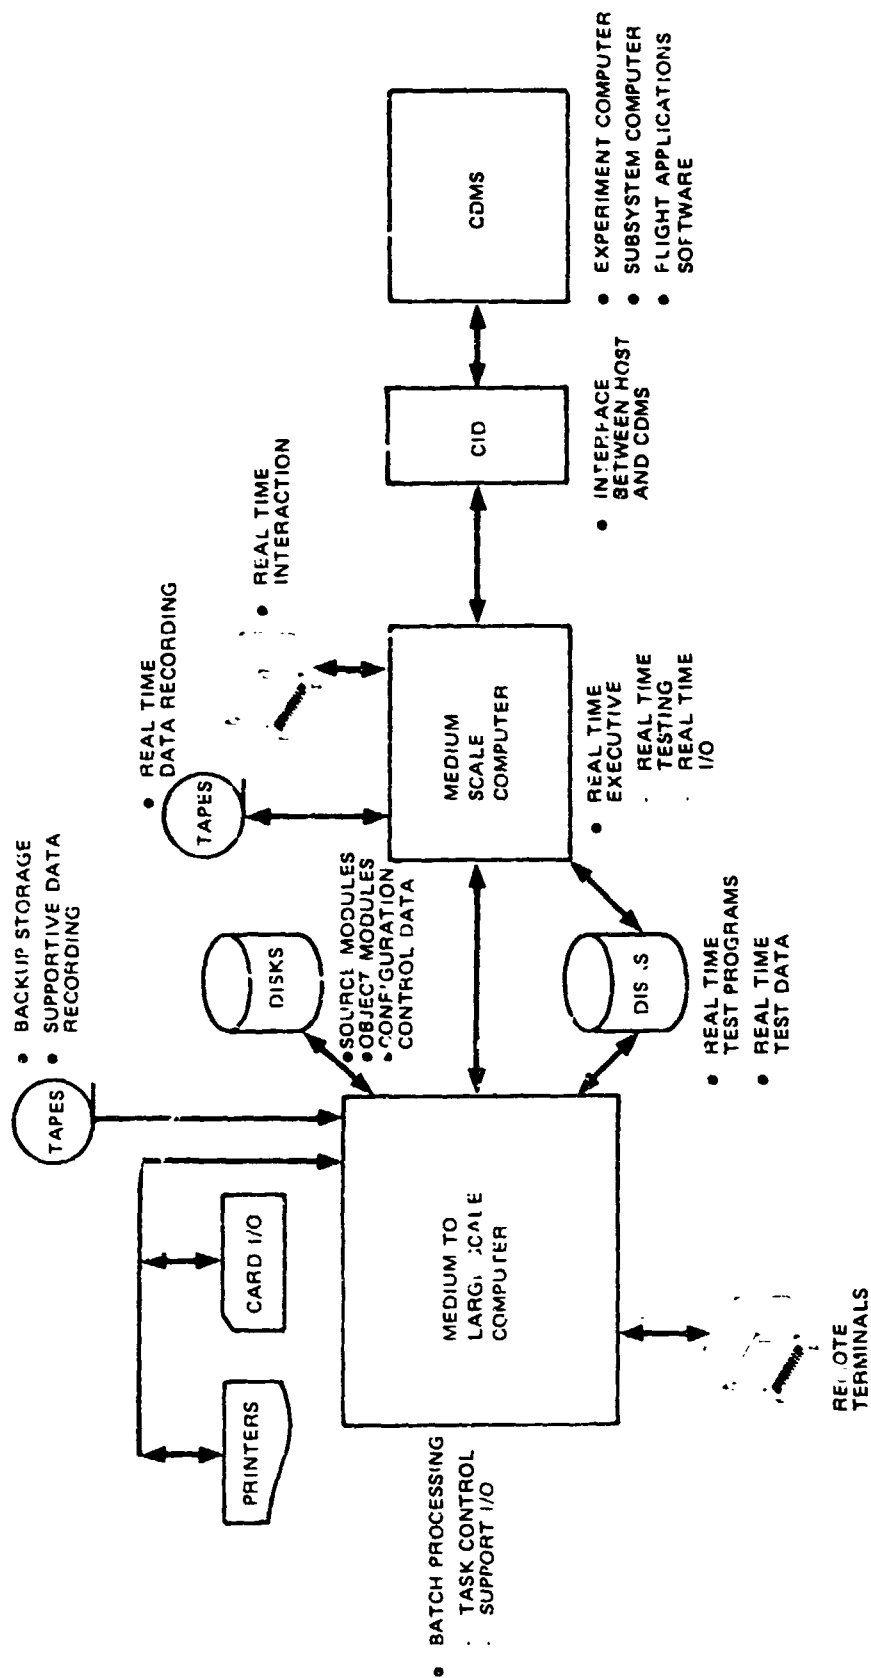 • BACKUP STORAGE
• SUPPORTIVE DATA
RECORDING
TAPES
• REAL TIME
DATA RECORDING
TAPES
• REAL TIME
INTERACTION
PRINTERS
CARD I/O
DISKS
• SOURCE MODULES
• OBJECT MODULES
• CONFIGURATION
CONTROL DATA
• BATCH PROCESSING
· TASK CONTROL
· SUPPORT I/O
MEDIUM TO
SCALE
COMPUTER
MEDIUM
SCALE
COMPUTER
CID
CDMS
• REAL TIME
EXECUTIVE
· REAL TIME
TESTING
· REAL TIME
I/O
• INTERFACE
BETWEEN HOST
AND CDMS
• EXPERIMENT COMPUTER
• SUBSYSTEM COMPUTER
• FLIGHT APPLICATIONS
SOFTWARE
• REAL TIME
TEST PROGRAMS
• REAL TIME
TEST DATA
TERMINALS